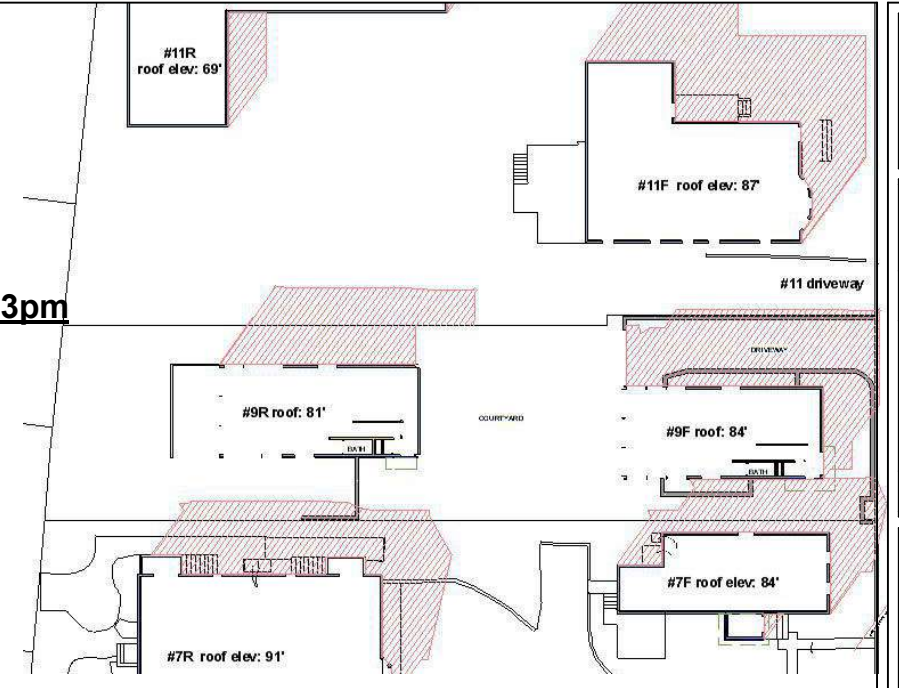 #11R
roof elev: 69'
#11F roof elev: 87'
#11 driveway
3pm
DRIVEWAY
#9R roof: 81'
COURTYARD
#9F roof: 84'
BATH
BATH
#7F roof elev: 84'
#7R roof elev: 91'